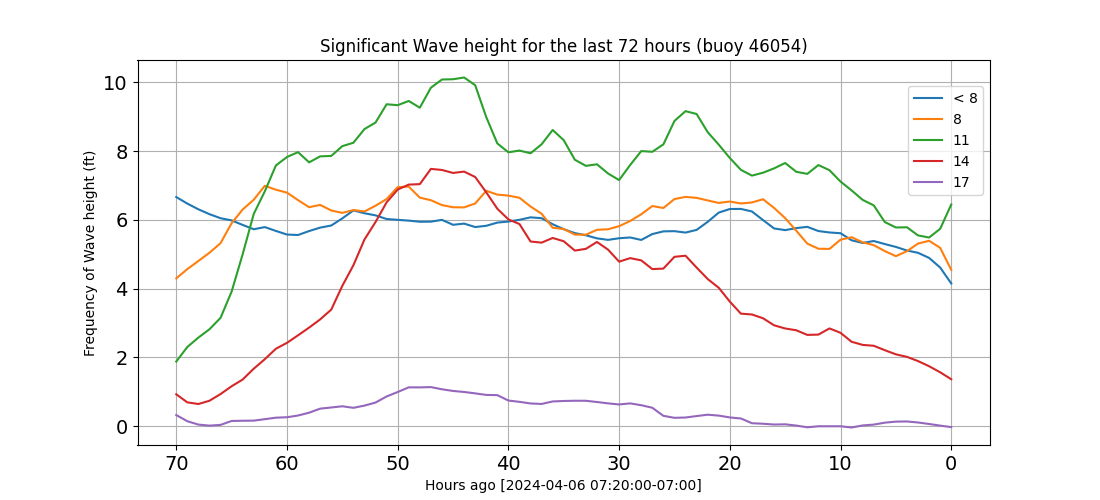 Significant Wave height for the last 72 hours (buoy 46054)
Frequency of Wave height (ft)
10
8
6
4
2
0
< 8
8
11
14
17
70 60 50 40 30 20 10 0
Hours ago [2024-04-06 07:20:00-07:00]